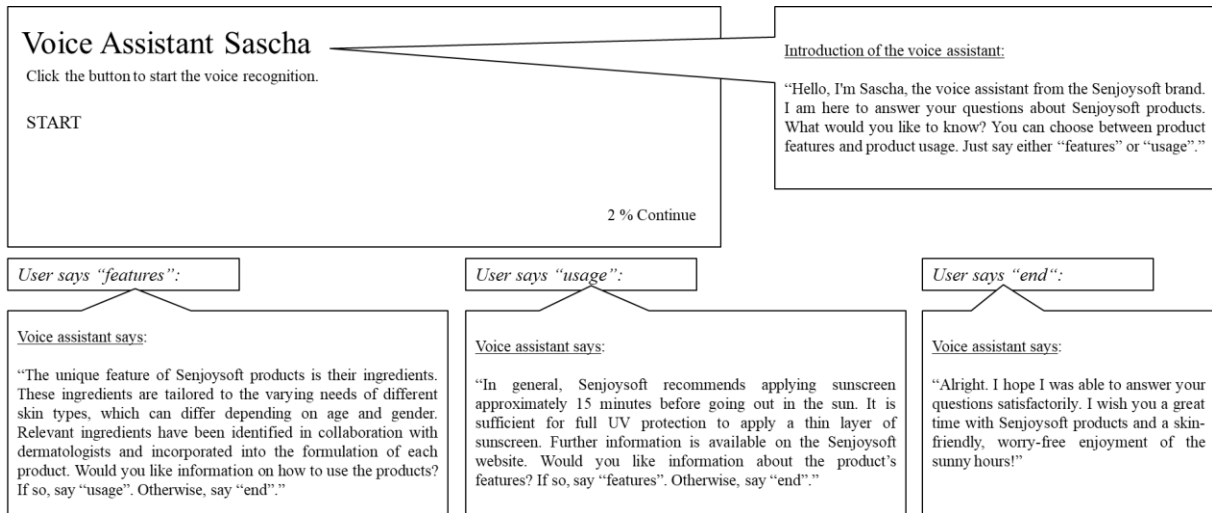 Voice Assistant Sascha
Click the button to start the voice recognition.
START
2 % Continue
Introduction of the voice assistant:
“Hello, I'm Sascha, the voice assistant from the Senjoysoft brand.
I am here to answer your questions about Senjoysoft products.
What would you like to know? You can choose between product
features and product usage. Just say either “features” or “usage”.”
User says “features”:
Voice assistant says:
“The unique feature of Senjoysoft products is their ingredients.
These ingredients are tailored to the varying needs of different
skin types, which can differ depending on age and gender.
Relevant ingredients have been identified in collaboration with
dermatologists and incorporated into the formulation of each
product. Would you like information on how to use the products?
If so, say “usage”. Otherwise, say “end”.”
User says “usage”:
Voice assistant says:
“In general, Senjoysoft recommends applying sunscreen
approximately 15 minutes before going out in the sun. It is
sufficient for full UV protection to apply a thin layer of
sunscreen. Further information is available on the Senjoysoft
website. Would you like information about the product’s
features? If so, say “features”. Otherwise, say “end”.”
User says “end“:
Voice assistant says:
“Alright. I hope I was able to answer your
questions satisfactorily. I wish you a great
time with Senjoysoft products and a skin-
friendly, worry-free enjoyment of the
sunny hours!”